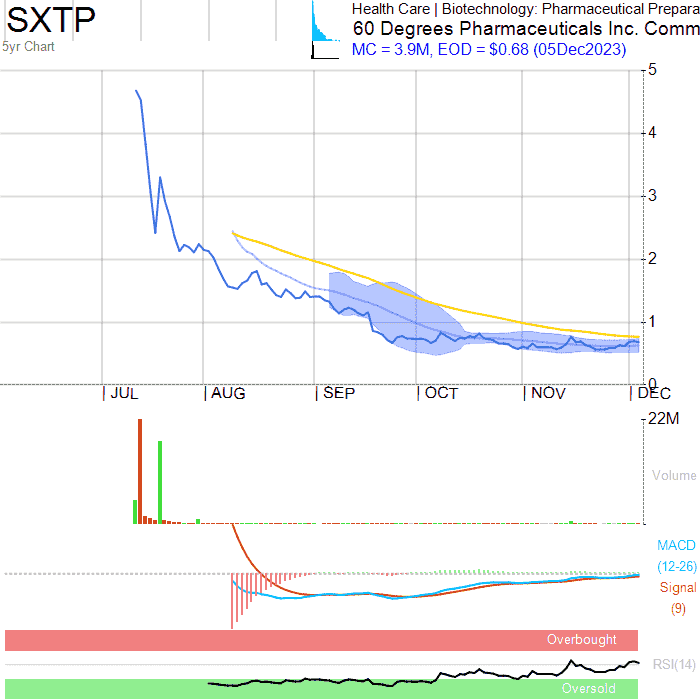 SXTP
5yr Chart
Health Care | Biotechnology: Pharmaceutical Prepara
60 Degrees Pharmaceuticals Inc. Comm
MC = 3.9M, EOD = $0.68 (05Dec2023)
5
4
3
2
1
0
JUL AUG SEP OCT NOV DEC
22M
Volume
MACD
(12-26)
Signal
(9)
Overbought
RSI(14)
Oversold